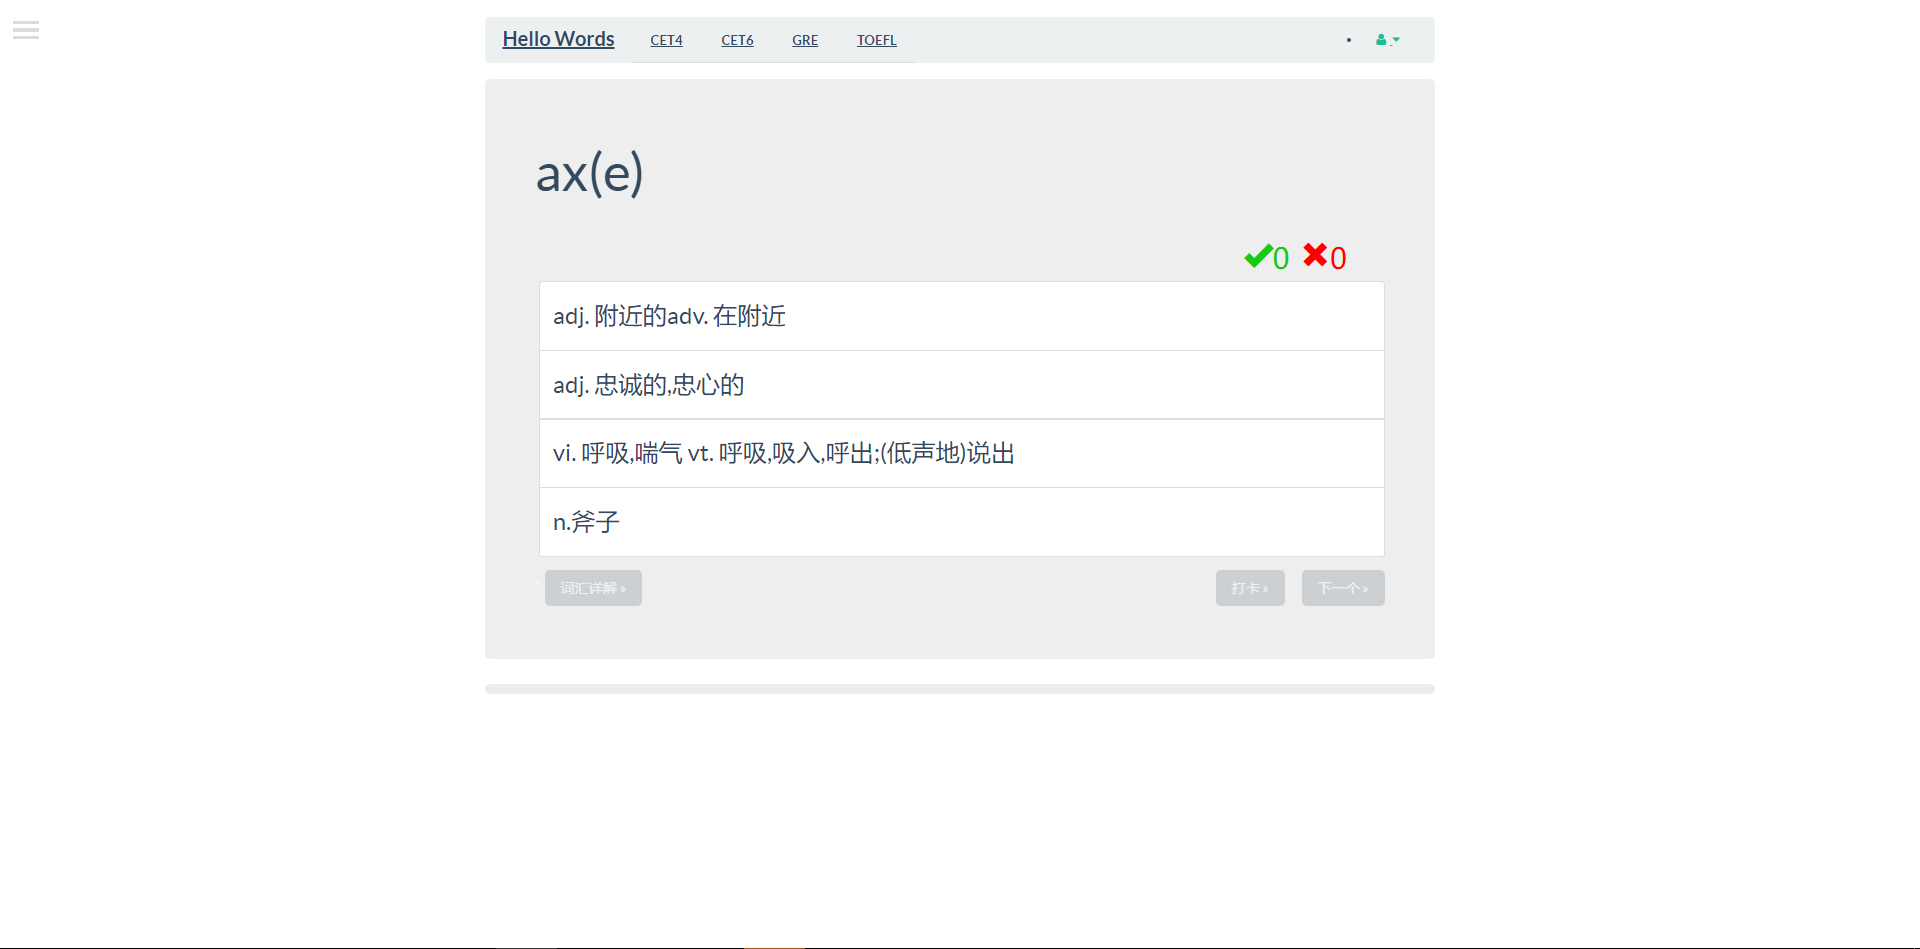 Hello Words CET4 CET6 GRE TOEFL
ax(e)
0 0
adj. 附近的adv. 在附近
adj. 忠诚的,忠心的
vi. 呼吸,喘气 vt. 呼吸,吸入,呼出;(低声地)说出
n.斧子
词汇详解 » 打卡 » 下一个 »